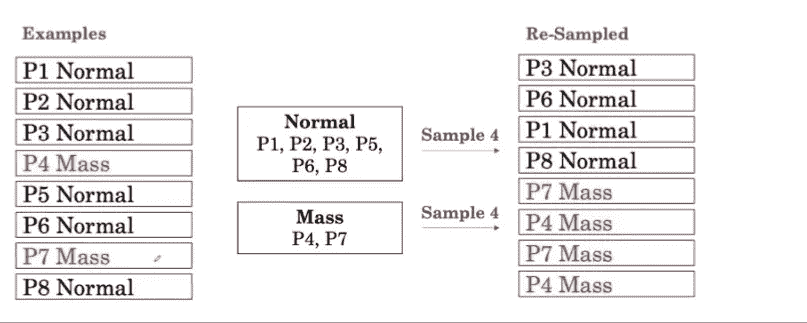 Examples
P1 Normal
P2 Normal
P3 Normal
P4 Mass
P5 Normal
P6 Normal
P7 Mass
P8 Normal
Normal
P1, P2, P3, P5,
P6, P8
Mass
P4, P7
Sample 4
Sample 4
Re-Sampled
P3 Normal
P6 Normal
P1 Normal
P8 Normal
P7 Mass
P4 Mass
P7 Mass
P4 Mass